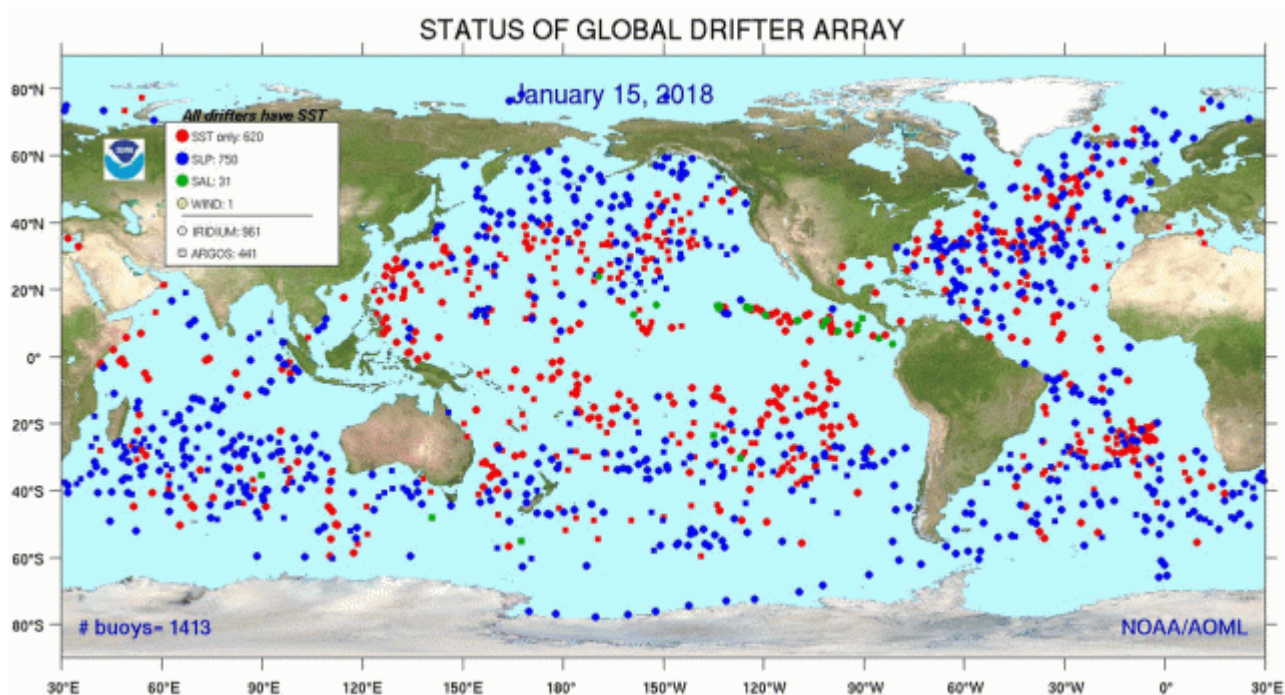 STATUS OF GLOBAL DRIFTER ARRAY
January 15, 2018
All drifters have SST
SST only: 620
SLP: 750
SAL: 31
WIND: 1
IRIDIUM: 961
ARGOS: 441
80°N
60°N
40°N
20°N
0°
20°S
40°S
60°S
80°S
# buoys= 1413
NOAA/AOML
30°E 60°E 90°E 120°E 150°E 180° 150°W 120°W 90°W 60°W 30°W 0° 30°E